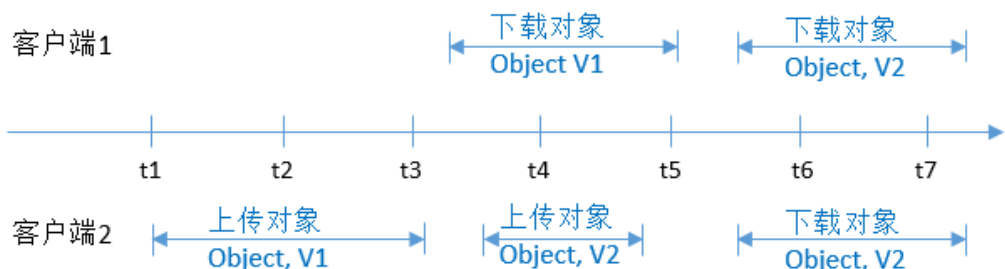 下载对象
下载对象
客户端1
Object V1
Object, V2
t1 t2 t3 t4 t5 t6 t7
上传对象
上传对象
下载对象
客户端2
Object, V1
Object, V2
Object, V2